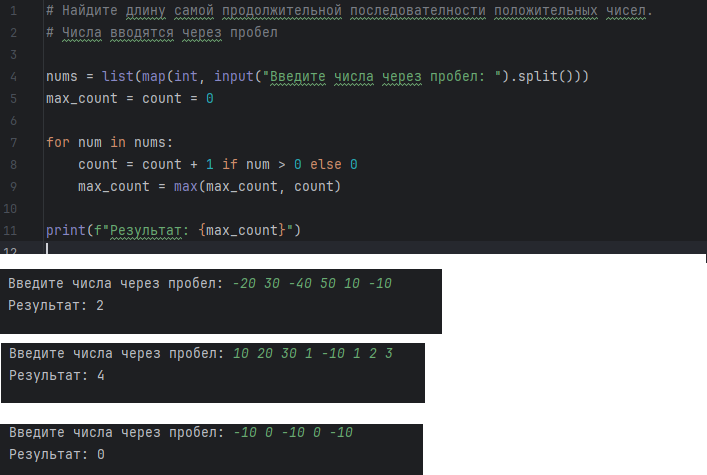 1 # Найдите длину самой продолжительной последователности положительных чисел.
2 # Числа вводятся через пробел
3
4 nums = list(map(int, input("Введите числа через пробел: ").split()))
5 max_count = count = 0
6
7 for num in nums:
8 count = count + 1 if num > 0 else 0
9 max_count = max(max_count, count)
10
11 print(f"Результат: {max_count}")
12
Введите числа через пробел: -20 30 -40 50 10 -10
Результат: 2
Введите числа через пробел: 10 20 30 1 -10 1 2 3
Результат: 4
Введите числа через пробел: -10 0 -10 0 -10
Результат: 0